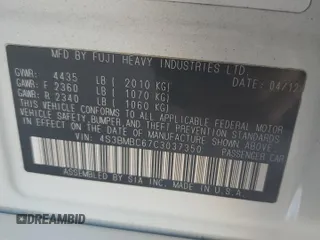 MFD BY FUJI HEAVY INDUSTRIES LTD.
DATE: 04/12
GVWR: 4435 LB ( 2010 KG)
GAWR: F 2360 LB ( 1070 KG)
GAWR: R 2340 LB ( 1060 KG)
THIS VEHICLE CONFORMS TO ALL APPLICABLE FEDERAL MOTOR
VEHICLE SAFETY, BUMPER, AND THEFT PREVENTION STANDARDS
IN EFFECT ON THE DATE OF MANUFACTURE SHOWN ABOVE.
VIN: 4S3BMBC67C3037350
PASSENGER CAR
ASSEMBLED BY SIA INC. MADE IN U.S.A.
DREAMBID